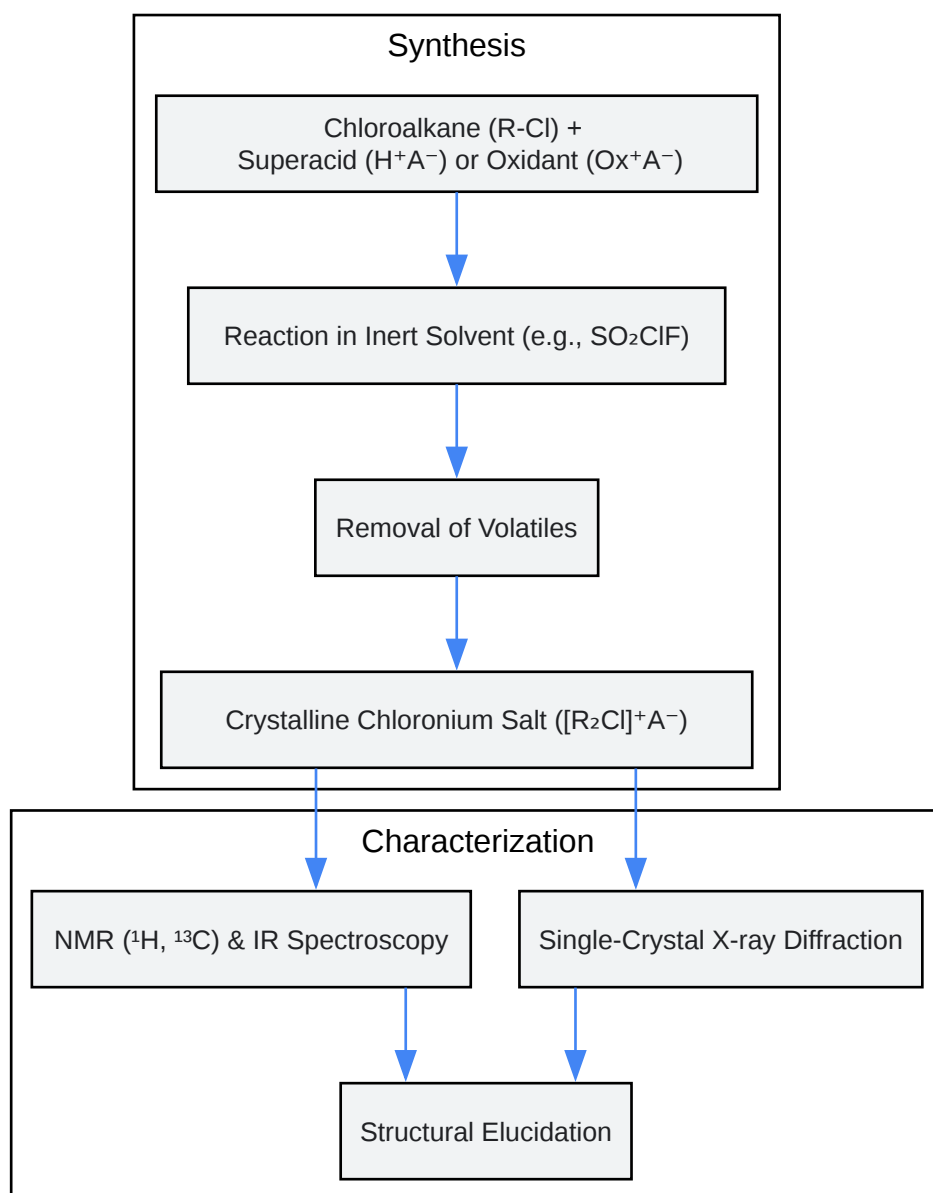 Synthesis
Chloroalkane (R-Cl) +
Superacid (H⁺A⁻) or Oxidant (Ox⁺A⁻)
Reaction in Inert Solvent (e.g., SO₂ClF)
Removal of Volatiles
Crystalline Chloronium Salt ([R₂Cl]⁺A⁻)
Characterization
NMR (¹H, ¹³C) & IR Spectroscopy
Single-Crystal X-ray Diffraction
Structural Elucidation